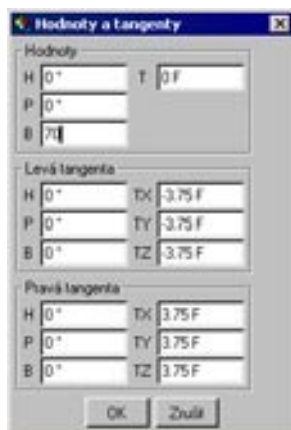 Hodnoty a tangenty
Hodnoty
H 0 ° T 0 F
P 0 °
B 70
Levá tangenta
H 0 ° TX -3.75 F
P 0 ° TY -3.75 F
B 0 ° TZ -3.75 F
Pravá tangenta
H 0 ° TX 3.75 F
P 0 ° TY 3.75 F
B 0 ° TZ 3.75 F
OK Zrušit